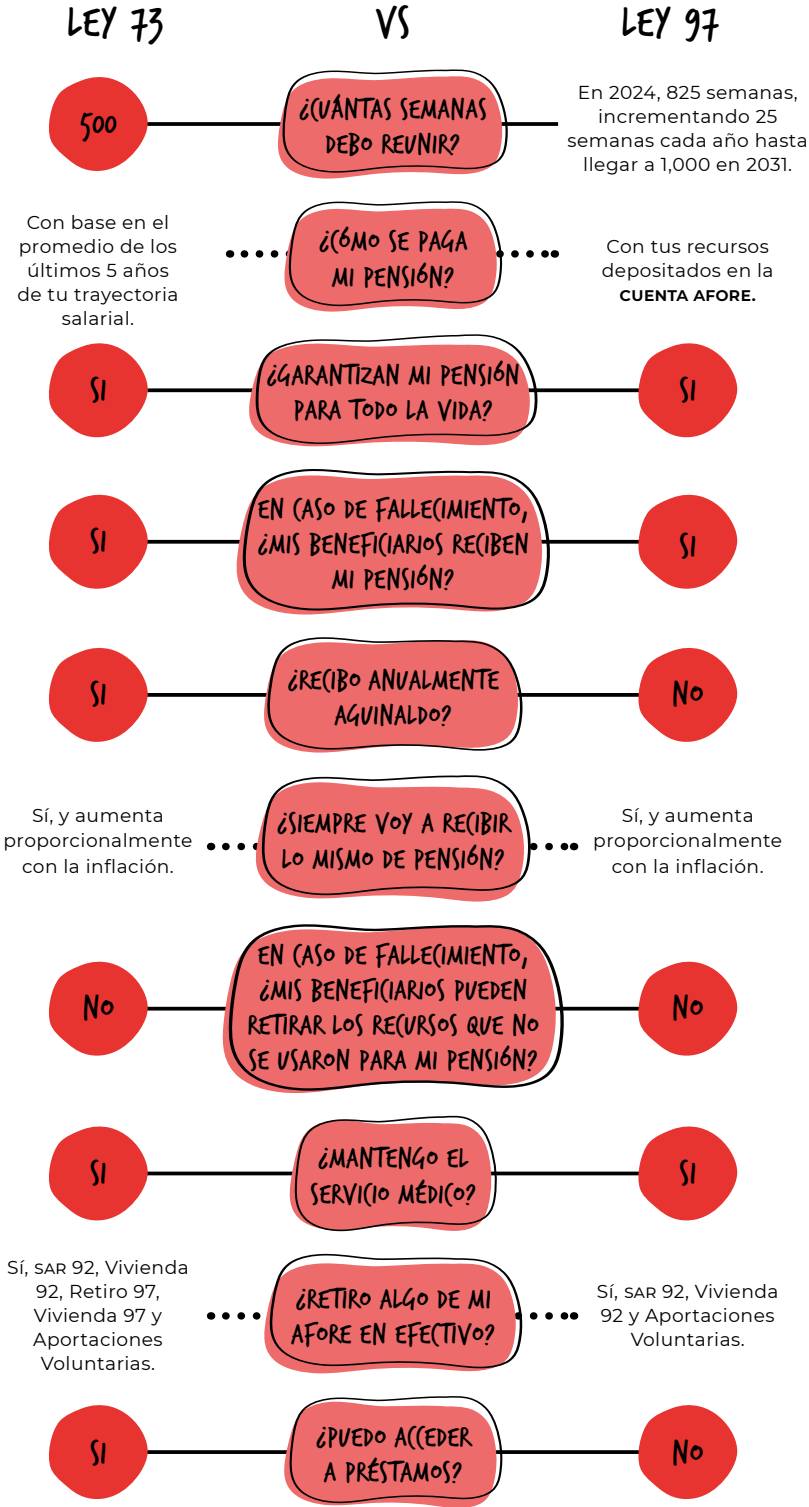 LEY 73
VS
LEY 97
500
¿CUÁNTAS SEMANAS
DEBO REUNIR?
En 2024, 825 semanas,
incrementando 25
semanas cada año hasta
llegar a 1,000 en 2031.
Con base en el
promedio de los
últimos 5 años
de tu trayectoria
salarial.
¿CÓMO SE PAGA
MI PENSIÓN?
Con tus recursos
depositados en la
CUENTA AFORE.
SI
¿GARANTIZAN MI PENSIÓN
PARA TODO LA VIDA?
SI
SI
EN CASO DE FALLECIMIENTO,
¿MIS BENEFICIARIOS RECIBEN
MI PENSIÓN?
SI
SI
¿RECIBO ANUALMENTE
AGUINALDO?
NO
Sí, y aumenta
proporcionalmente
con la inflación.
¿SIEMPRE VOY A RECIBIR
LO MISMO DE PENSIÓN?
Sí, y aumenta
proporcionalmente
con la inflación.
NO
EN CASO DE FALLECIMIENTO,
¿MIS BENEFICIARIOS PUEDEN
RETIRAR LOS RECURSOS QUE NO
SE USARON PARA MI PENSIÓN?
NO
SI
¿MANTENGO EL
SERVICIO MÉDICO?
SI
Sí, SAR 92, Vivienda
92, Retiro 97,
Vivienda 97 y
Aportaciones
Voluntarias.
¿RETIRO ALGO DE MI
AFORE EN EFECTIVO?
Sí, SAR 92, Vivienda
92 y Aportaciones
Voluntarias.
SI
¿PUEDO ACCEDER
A PRÉSTAMOS?
NO